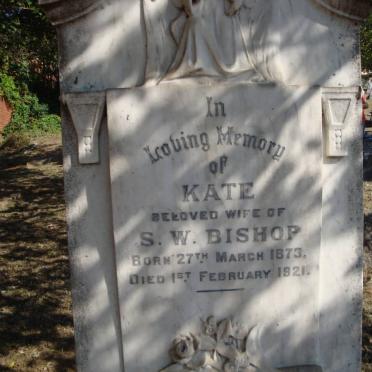 In
Loving Memory
of
KATE
BELOVED WIFE OF
S. W. BISHOP
BORN 27TH MARCH 1873.
DIED 1ST FEBRUARY 1921.